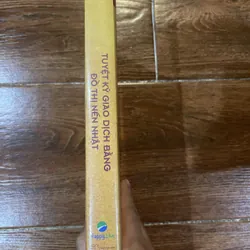 TUYỆT KỸ GIAO DỊCH BẰNG
ĐỒ THỊ NẾN NHẬT